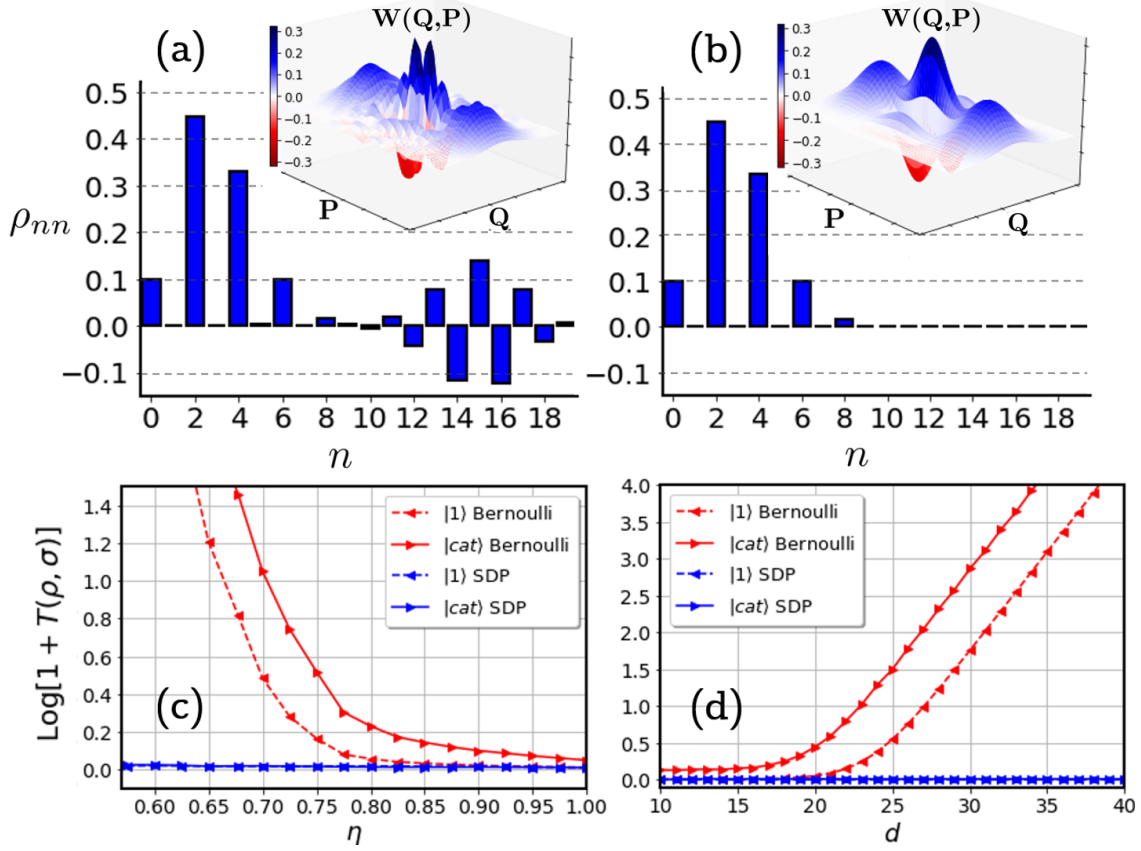 (a)
W(Q,P)
0.3
0.2
0.1
0.0
−0.1
−0.2
−0.3
P
Q
ρnn
0.5
0.4
0.3
0.2
0.1
0.0
−0.1
0 2 4 6 8 10 12 14 16 18
n
(b)
W(Q,P)
0.3
0.2
0.1
0.0
−0.1
−0.2
−0.3
P
Q
0.5
0.4
0.3
0.2
0.1
0.0
−0.1
0 2 4 6 8 10 12 14 16 18
n
Log[1 + T(ρ, σ)]
1.4
1.2
1.0
0.8
0.6
0.4
0.2
0.0
|1⟩ Bernoulli
|cat⟩ Bernoulli
|1⟩ SDP
|cat⟩ SDP
(c)
0.60 0.65 0.70 0.75 0.80 0.85 0.90 0.95 1.00
η
4.0
3.5
3.0
2.5
2.0
1.5
1.0
0.5
0.0
|1⟩ Bernoulli
|cat⟩ Bernoulli
|1⟩ SDP
|cat⟩ SDP
(d)
10 15 20 25 30 35 40
d